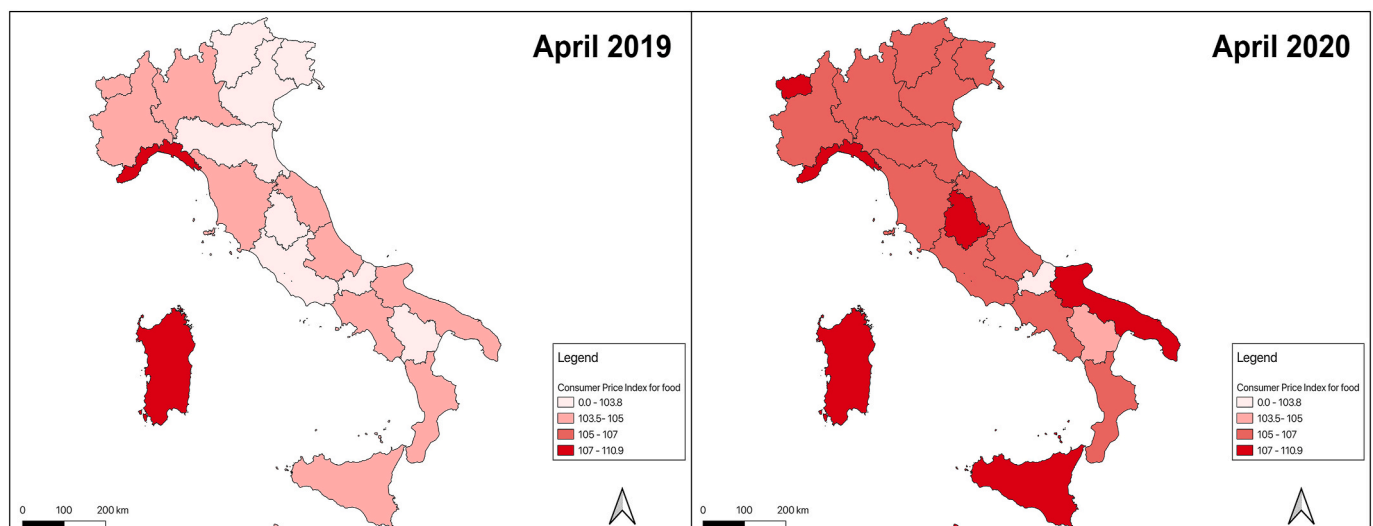 April 2019
Legend
Consumer Price Index for food
0.0 - 103.8
103.5- 105
105 - 107
107 - 110.9
0 100 200 km
April 2020
Legend
Consumer Price Index for food
0.0 - 103.8
103.5 - 105
105 - 107
107 - 110.9
0 100 200 km